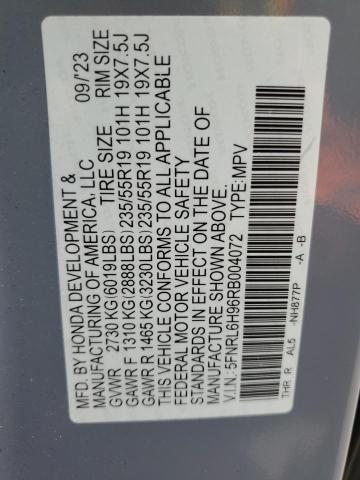 MFD. BY HONDA DEVELOPMENT & 09/'23
MANUFACTURING OF AMERICA, LLC
TIRE SIZE RIM SIZE
GVWR 2730 KG(6019LBS)
GAWR F 1310 KG(2888LBS)235/55R19 101H 19X7.5J
GAWR R 1465 KG(3230LBS)235/55R19 101H 19X7.5J
THIS VEHICLE CONFORMS TO ALL APPLICABLE
FEDERAL MOTOR VEHICLE SAFETY
STANDARDS IN EFFECT ON THE DATE OF
MANUFACTURE SHOWN ABOVE.
V.I.N.:5FNRL6H96RB004072 TYPE:MPV
THR R AL5 -NH877P -A -B